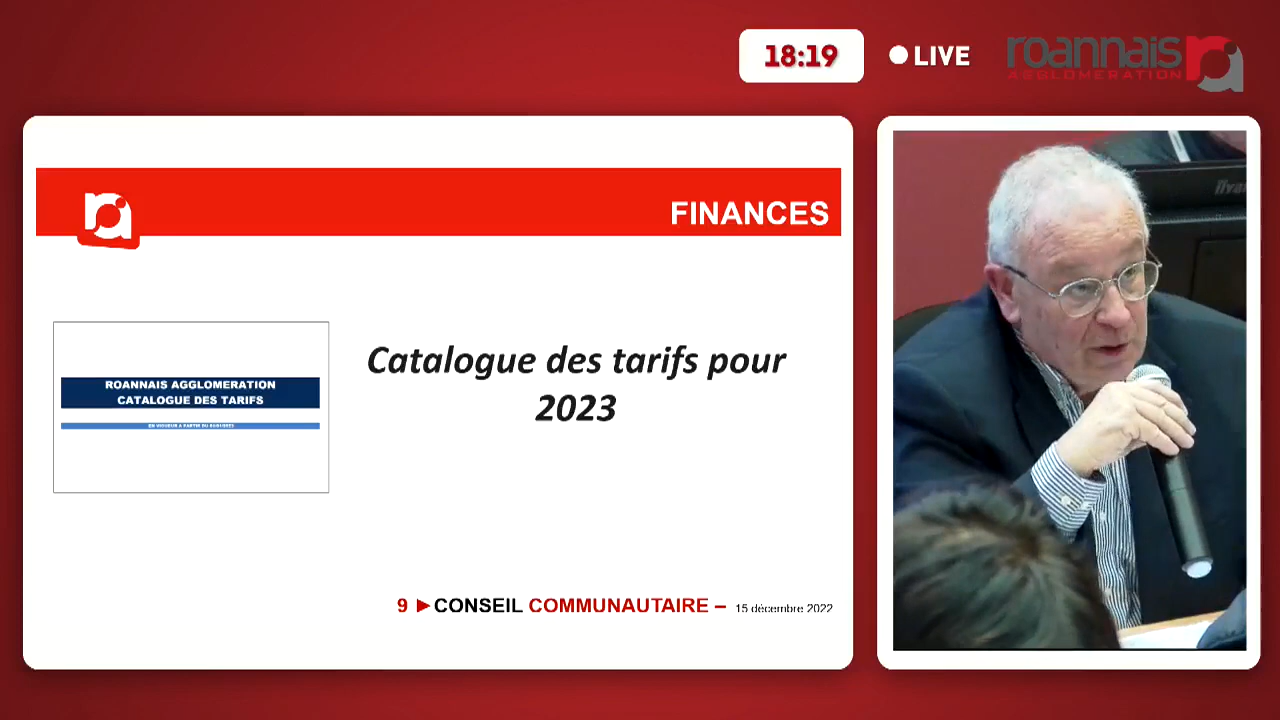 18:19
LIVE
roannais
AGGLOMERATION
FINANCES
ROANNAIS AGGLOMERATION
CATALOGUE DES TARIFS
Catalogue des tarifs pour
2023
9 ►CONSEIL COMMUNAUTAIRE – 15 décembre 2022